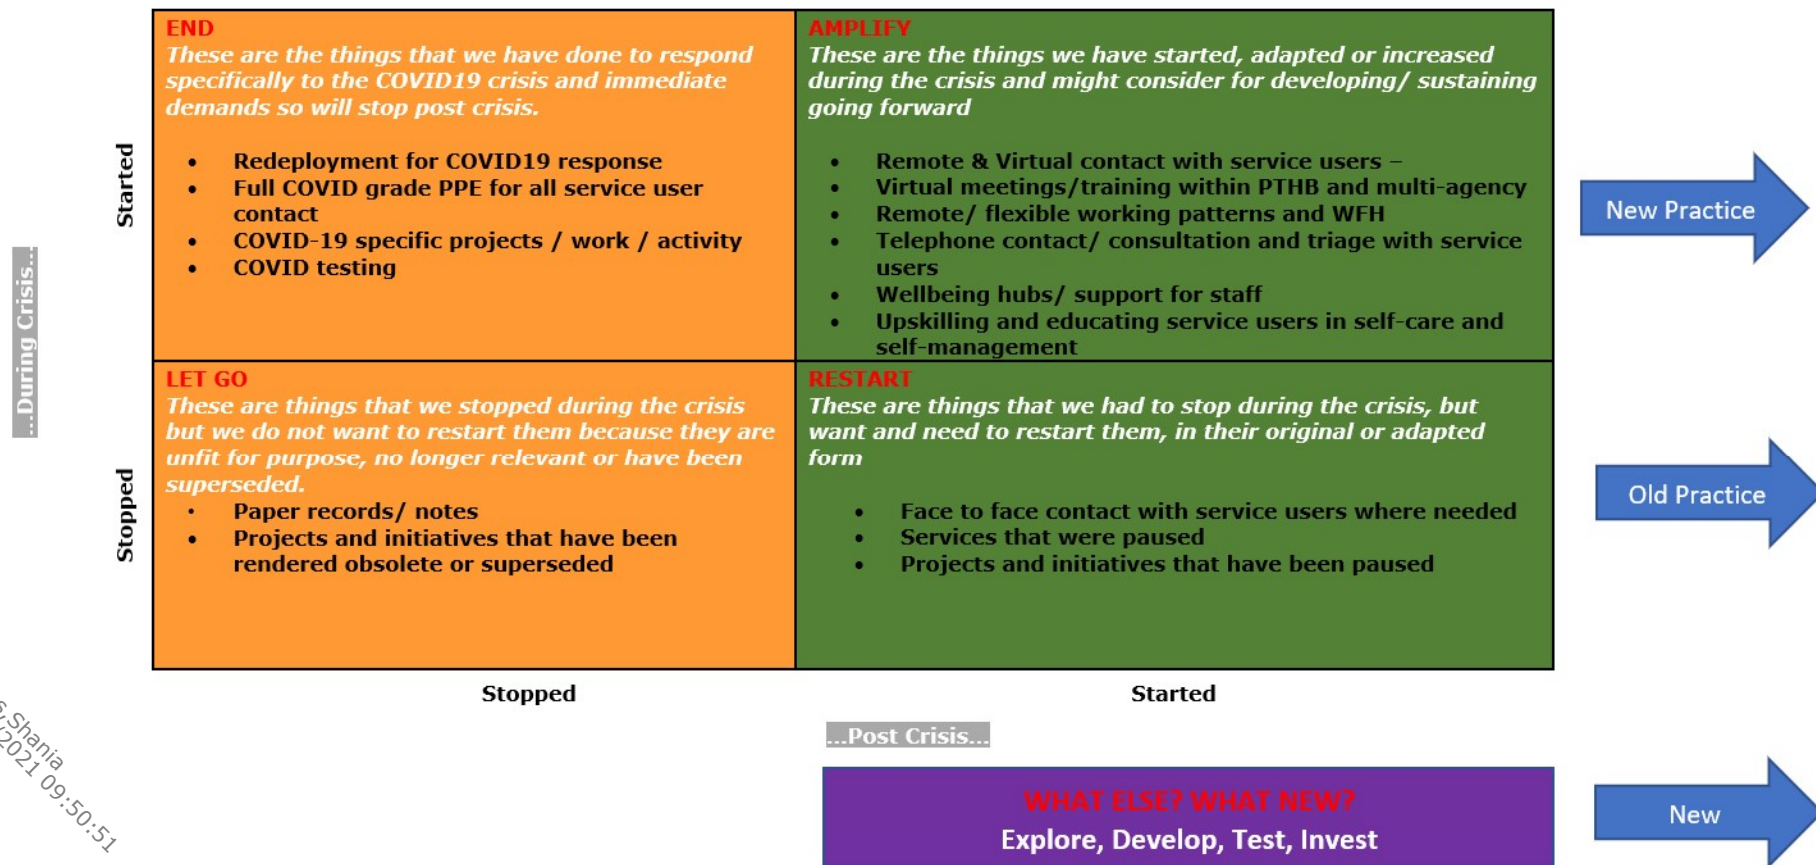 END
These are the things that we have done to respond
specifically to the COVID19 crisis and immediate
demands so will stop post crisis.
• Redeployment for COVID19 response
• Full COVID grade PPE for all service user
contact
• COVID-19 specific projects / work / activity
• COVID testing
AMPLIFY
These are the things we have started, adapted or increased
during the crisis and might consider for developing/ sustaining
going forward
• Remote & Virtual contact with service users –
• Virtual meetings/training within PTHB and multi-agency
• Remote/ flexible working patterns and WFH
• Telephone contact/ consultation and triage with service
users
• Wellbeing hubs/ support for staff
• Upskilling and educating service users in self-care and
self-management
Started
New Practice
...During Crisis...
LET GO
These are things that we stopped during the crisis
but we do not want to restart them because they are
unfit for purpose, no longer relevant or have been
superseded.
• Paper records/ notes
• Projects and initiatives that have been
rendered obsolete or superseded
RESTART
These are things that we had to stop during the crisis, but
want and need to restart them, in their original or adapted
form
• Face to face contact with service users where needed
• Services that were paused
• Projects and initiatives that have been paused
Stopped
Old Practice
Stopped
Started
...Post Crisis...
WHAT ELSE? WHAT NEW?
Explore, Develop, Test, Invest
New
Shania
2021 09:50:51